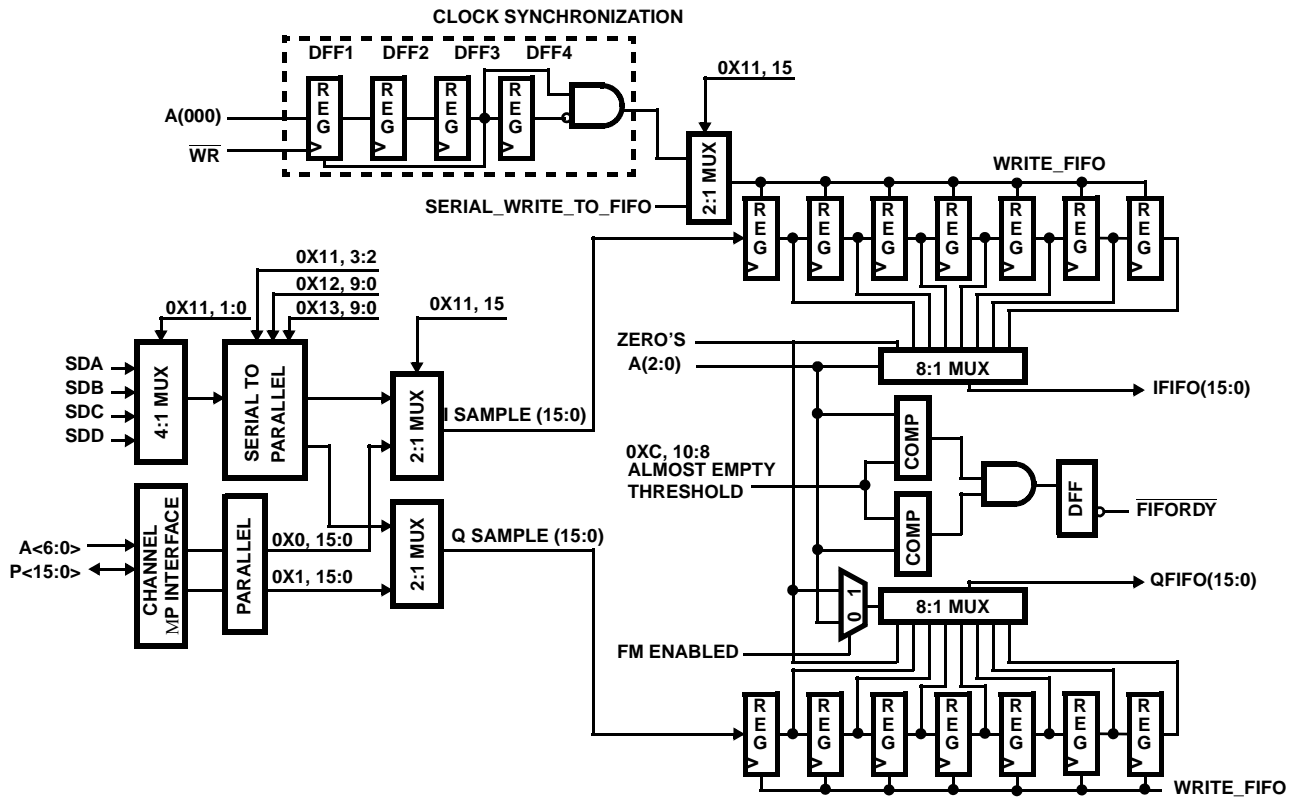 CLOCK SYNCHRONIZATION
DFF1 DFF2 DFF3 DFF4
REG REG REG REG
A(000)
WR
0X11, 15
2:1 MUX
SERIAL_WRITE_TO_FIFO
WRITE_FIFO
REG REG REG REG REG REG REG
0X11, 3:2
0X12, 9:0
0X13, 9:0
0X11, 1:0
0X11, 15
SDA
SDB
SDC
SDD
4:1 MUX
SERIAL TO
PARALLEL
2:1 MUX
I SAMPLE (15:0)
ZERO'S
A(2:0)
8:1 MUX
IFIFO(15:0)
0XC, 10:8
ALMOST EMPTY
THRESHOLD
COMP
COMP
DFF
FIFORDY
A<6:0>
P<15:0>
CHANNEL
MP INTERFACE
PARALLEL
0X0, 15:0
0X1, 15:0
2:1 MUX
Q SAMPLE (15:0)
0 1
8:1 MUX
QFIFO(15:0)
FM ENABLED
REG REG REG REG REG REG REG
WRITE_FIFO